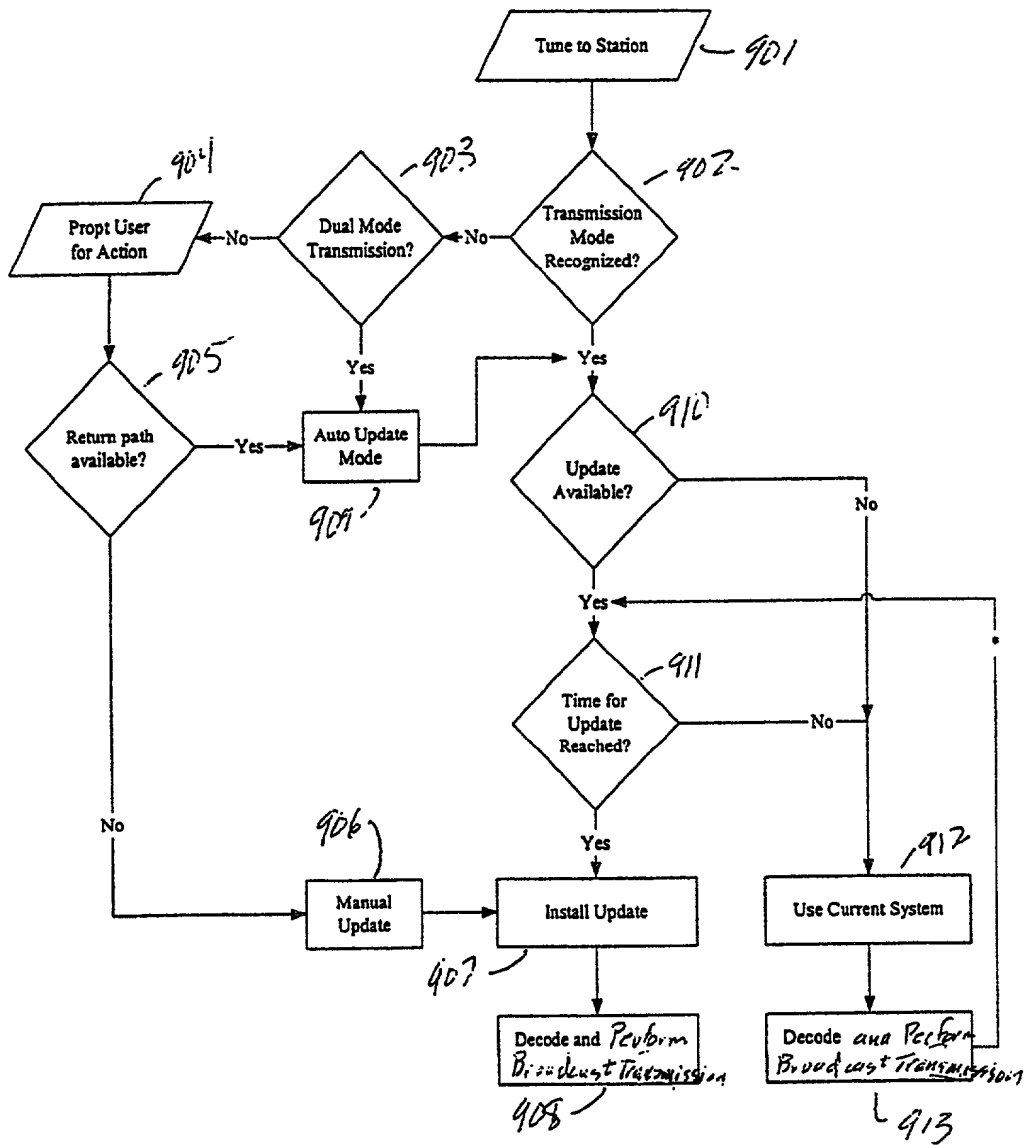 Tune to Station
901
904
903
902
Propt User
for Action
No
Dual Mode
Transmission?
No
Transmission
Mode
Recognized?
905
Yes
Yes
910
Return path
available?
Yes
Auto Update
Mode
Update
Available?
No
909
Yes
*
911
Time for
Update
Reached?
No
No
906
Yes
912
Manual
Update
Install Update
Use Current System
907
Decode and Perform
Broadcast Transmission
Decode and Perform
Broadcast Transmission
908
913